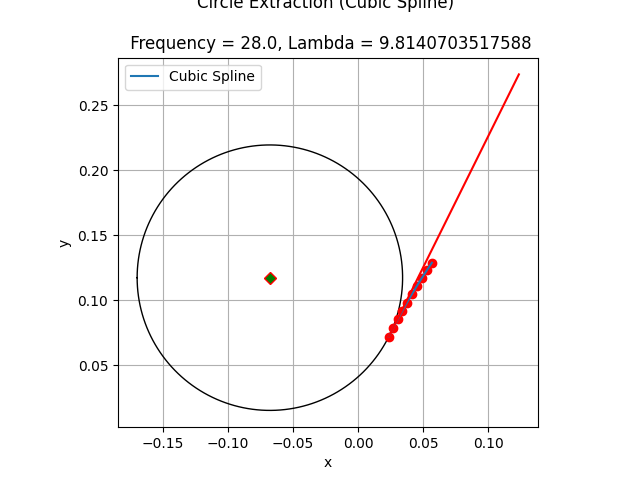 Circle Extraction (Cubic Spline)
Frequency = 28.0, Lambda = 9.8140703517588
Cubic Spline
0.25
0.20
0.15
0.10
0.05
y
−0.15 −0.10 −0.05 0.00 0.05 0.10
x